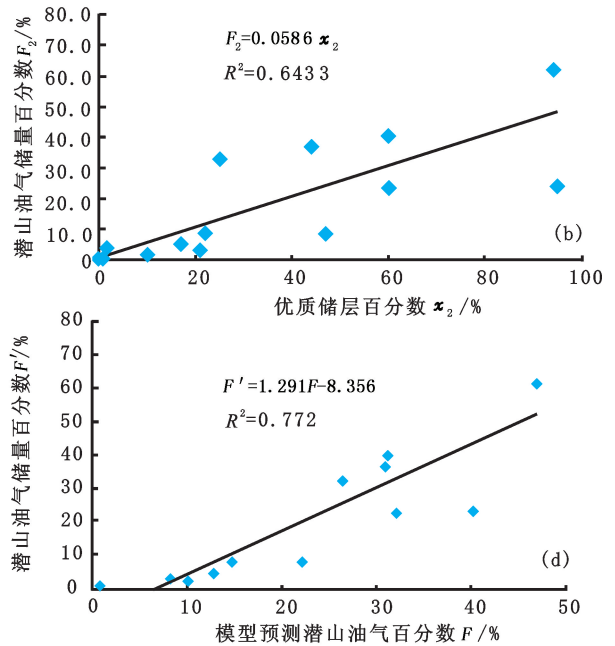 潜山油气储量百分数F₂/%
80.0
70.0
60.0
50.0
40.0
30.0
20.0
10.0
0
F₂=0.0586 x₂
R²=0.6433
(b)
0 20 40 60 80 100
优质储层百分数 x₂/%
潜山油气储量百分数F'/%
80
70
60
50
40
30
20
10
0
F'=1.291F-8.356
R²=0.772
(d)
0 10 20 30 40 50
模型预测潜山油气百分数 F/%